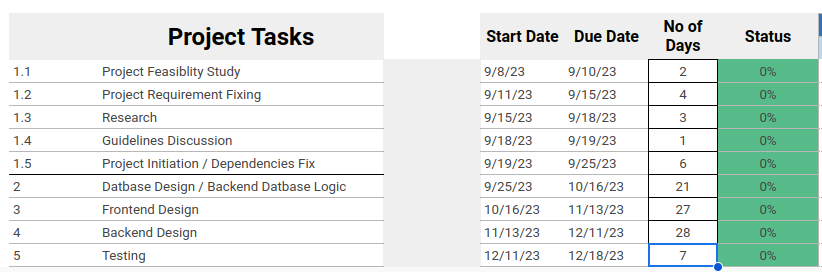 Project Tasks Start Date Due Date No of Days Status
1.1 Project Feasiblity Study 9/8/23 9/10/23 2 0%
1.2 Project Requirement Fixing 9/11/23 9/15/23 4 0%
1.3 Research 9/15/23 9/18/23 3 0%
1.4 Guidelines Discussion 9/18/23 9/19/23 1 0%
1.5 Project Initiation / Dependencies Fix 9/19/23 9/25/23 6 0%
2 Datbase Design / Backend Datbase Logic 9/25/23 10/16/23 21 0%
3 Frontend Design 10/16/23 11/13/23 27 0%
4 Backend Design 11/13/23 12/11/23 28 0%
5 Testing 12/11/23 12/18/23 7 0%